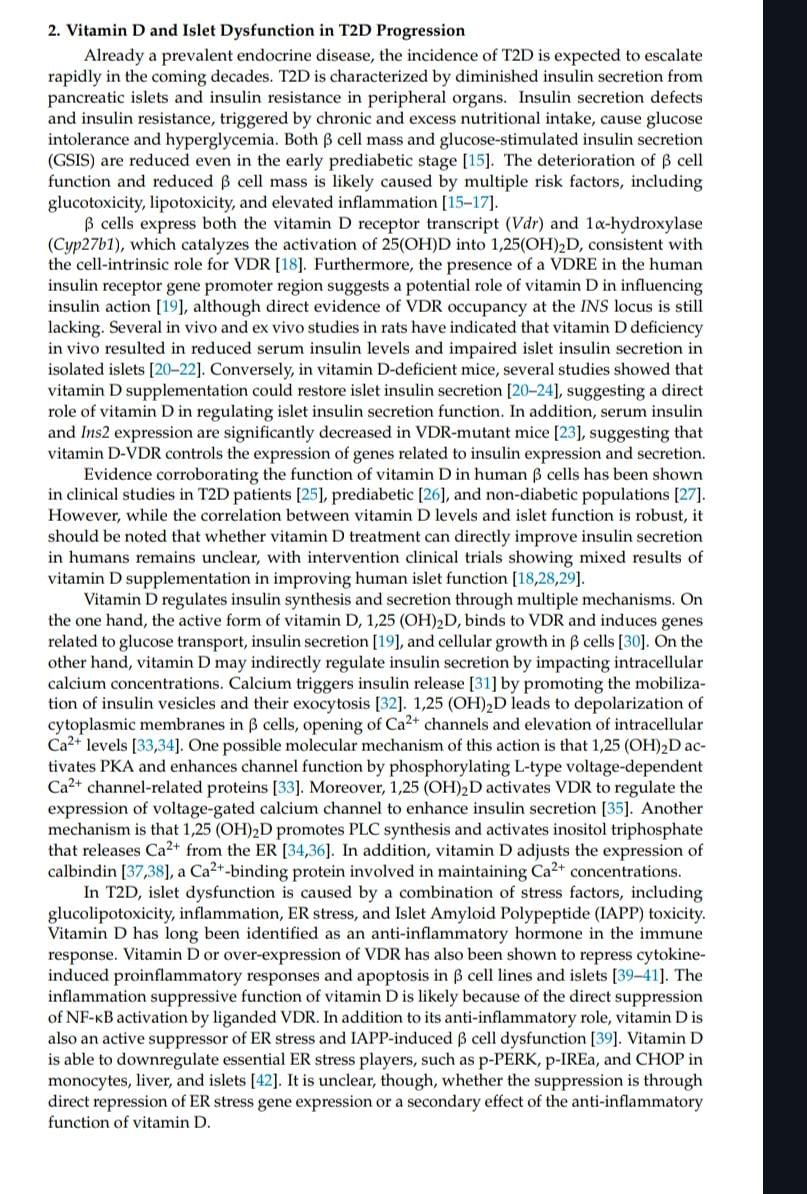 2. Vitamin D and Islet Dysfunction in T2D Progression
Already a prevalent endocrine disease, the incidence of T2D is expected to escalate
rapidly in the coming decades. T2D is characterized by diminished insulin secretion from
pancreatic islets and insulin resistance in peripheral organs. Insulin secretion defects
and insulin resistance, triggered by chronic and excess nutritional intake, cause glucose
intolerance and hyperglycemia. Both β cell mass and glucose-stimulated insulin secretion
(GSIS) are reduced even in the early prediabetic stage [15]. The deterioration of β cell
function and reduced β cell mass is likely caused by multiple risk factors, including
glucotoxicity, lipotoxicity, and elevated inflammation [15–17].
β cells express both the vitamin D receptor transcript (Vdr) and 1α-hydroxylase
(Cyp27b1), which catalyzes the activation of 25(OH)D into 1,25(OH)₂D, consistent with
the cell-intrinsic role for VDR [18]. Furthermore, the presence of a VDRE in the human
insulin receptor gene promoter region suggests a potential role of vitamin D in influencing
insulin action [19], although direct evidence of VDR occupancy at the INS locus is still
lacking. Several in vivo and ex vivo studies in rats have indicated that vitamin D deficiency
in vivo resulted in reduced serum insulin levels and impaired islet insulin secretion in
isolated islets [20–22]. Conversely, in vitamin D-deficient mice, several studies showed that
vitamin D supplementation could restore islet insulin secretion [20–24], suggesting a direct
role of vitamin D in regulating islet insulin secretion function. In addition, serum insulin
and Ins2 expression are significantly decreased in VDR-mutant mice [23], suggesting that
vitamin D-VDR controls the expression of genes related to insulin expression and secretion.
Evidence corroborating the function of vitamin D in human β cells has been shown
in clinical studies in T2D patients [25], prediabetic [26], and non-diabetic populations [27].
However, while the correlation between vitamin D levels and islet function is robust, it
should be noted that whether vitamin D treatment can directly improve insulin secretion
in humans remains unclear, with intervention clinical trials showing mixed results of
vitamin D supplementation in improving human islet function [18,28,29].
Vitamin D regulates insulin synthesis and secretion through multiple mechanisms. On
the one hand, the active form of vitamin D, 1,25 (OH)₂D, binds to VDR and induces genes
related to glucose transport, insulin secretion [19], and cellular growth in β cells [30]. On the
other hand, vitamin D may indirectly regulate insulin secretion by impacting intracellular
calcium concentrations. Calcium triggers insulin release [31] by promoting the mobiliza-
tion of insulin vesicles and their exocytosis [32]. 1,25 (OH)₂D leads to depolarization of
cytoplasmic membranes in β cells, opening of Ca²⁺ channels and elevation of intracellular
Ca²⁺ levels [33,34]. One possible molecular mechanism of this action is that 1,25 (OH)₂D ac-
tivates PKA and enhances channel function by phosphorylating L-type voltage-dependent
Ca²⁺ channel-related proteins [33]. Moreover, 1,25 (OH)₂D activates VDR to regulate the
expression of voltage-gated calcium channel to enhance insulin secretion [35]. Another
mechanism is that 1,25 (OH)₂D promotes PLC synthesis and activates inositol triphosphate
that releases Ca²⁺ from the ER [34,36]. In addition, vitamin D adjusts the expression of
calbindin [37,38], a Ca²⁺-binding protein involved in maintaining Ca²⁺ concentrations.
In T2D, islet dysfunction is caused by a combination of stress factors, including
glucolipotoxicity, inflammation, ER stress, and Islet Amyloid Polypeptide (IAPP) toxicity.
Vitamin D has long been identified as an anti-inflammatory hormone in the immune
response. Vitamin D or over-expression of VDR has also been shown to repress cytokine-
induced proinflammatory responses and apoptosis in β cell lines and islets [39–41]. The
inflammation suppressive function of vitamin D is likely because of the direct suppression
of NF-κB activation by liganded VDR. In addition to its anti-inflammatory role, vitamin D is
also an active suppressor of ER stress and IAPP-induced β cell dysfunction [39]. Vitamin D
is able to downregulate essential ER stress players, such as p-PERK, p-IREa, and CHOP in
monocytes, liver, and islets [42]. It is unclear, though, whether the suppression is through
direct repression of ER stress gene expression or a secondary effect of the anti-inflammatory
function of vitamin D.